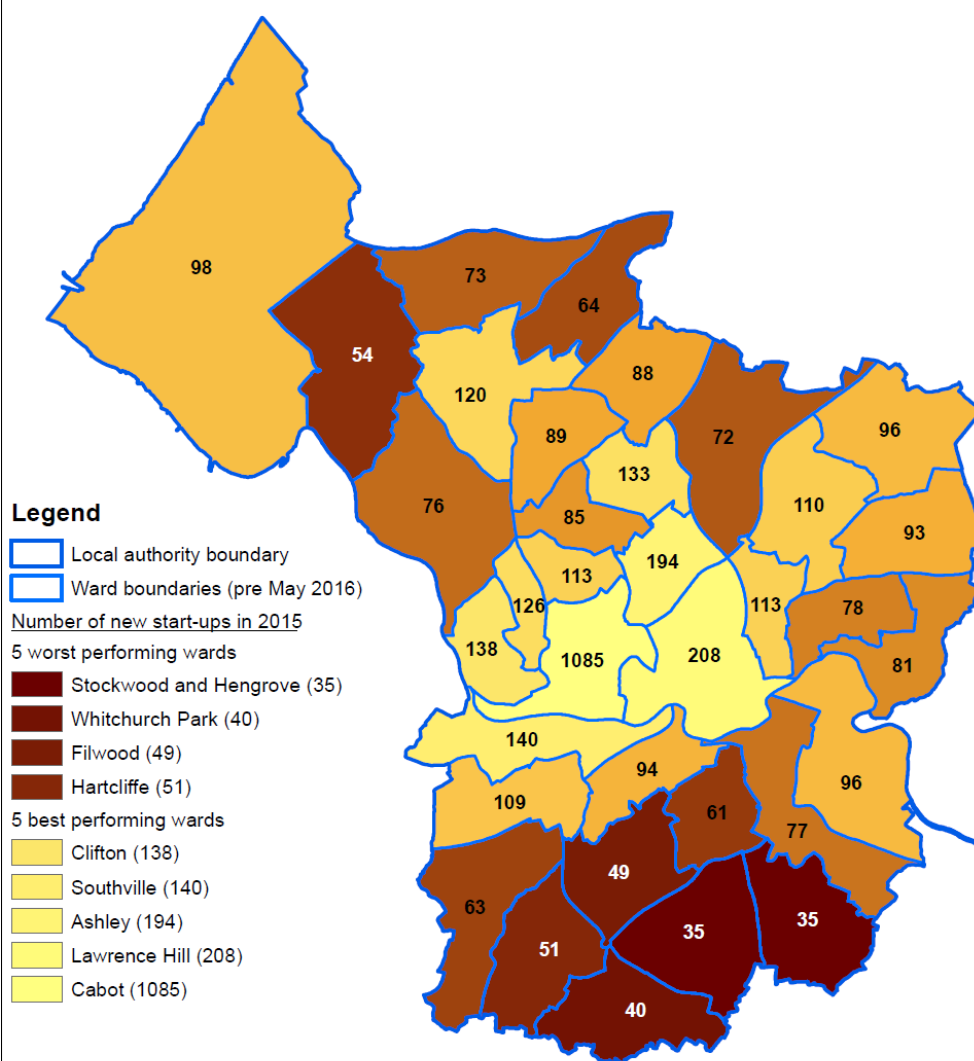 98
73
64
54
88
120
96
89
72
133
110
76
85
93
194
113
126
113
78
138
208
1085
81
140
94
96
109
61
77
49
63
35
35
51
40
Legend
Local authority boundary
Ward boundaries (pre May 2016)
Number of new start-ups in 2015
5 worst performing wards
Stockwood and Hengrove (35)
Whitchurch Park (40)
Filwood (49)
Hartcliffe (51)
5 best performing wards
Clifton (138)
Southville (140)
Ashley (194)
Lawrence Hill (208)
Cabot (1085)